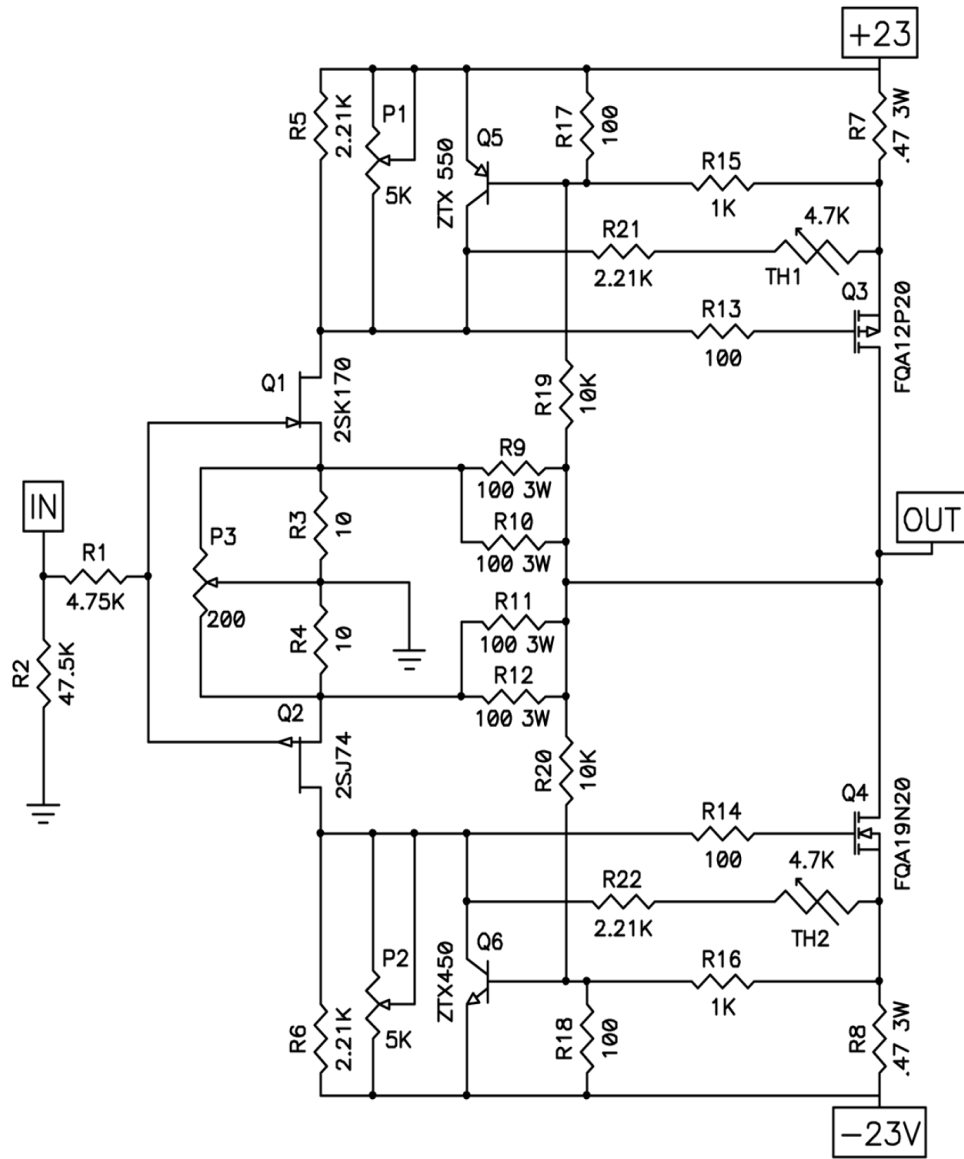 +23
R5
2.21K
P1
5K
Q5
ZTX 550
R17
100
R7
.47 3W
R15
1K
4.7K
R21
2.21K
TH1
Q3
R13
100
FQA12P20
Q1
2SK170
R19
10K
R9
100 3W
IN
R3
10
R10
100 3W
OUT
P3
R1
4.75K
200
R4
10
R11
100 3W
R2
47.5K
R12
100 3W
Q2
2SJ74
R20
10K
Q4
R14
100
FQA19N20
4.7K
R22
2.21K
TH2
P2
5K
ZTX450
Q6
R16
1K
R6
2.21K
R18
100
R8
.47 3W
−23V